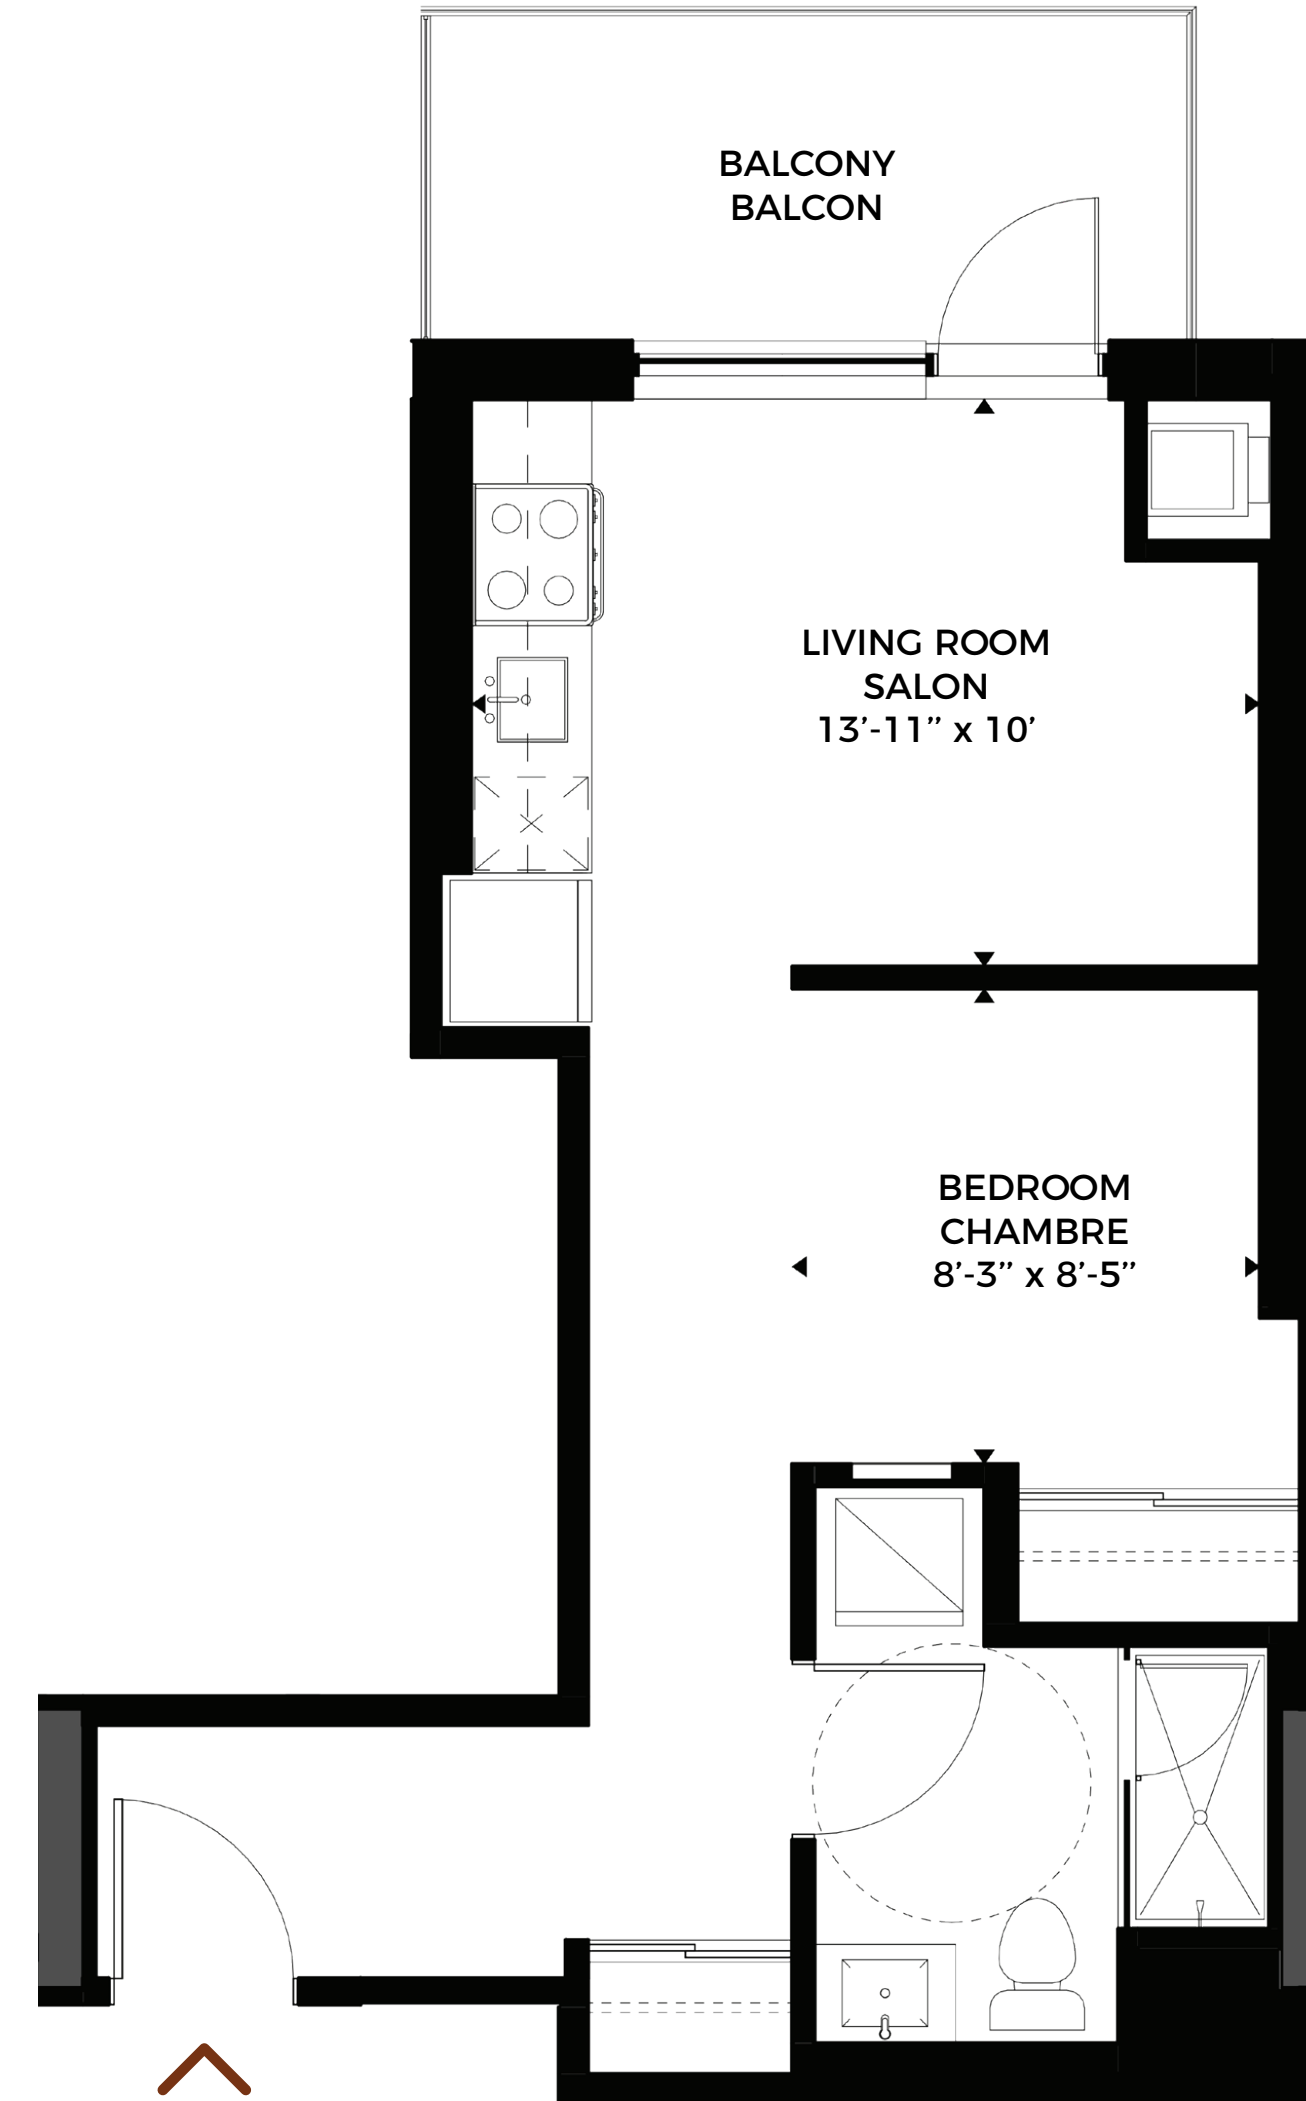 BALCONY
BALCON
LIVING ROOM
SALON
13’-11” x 10’
BEDROOM
CHAMBRE
8’-3” x 8’-5”